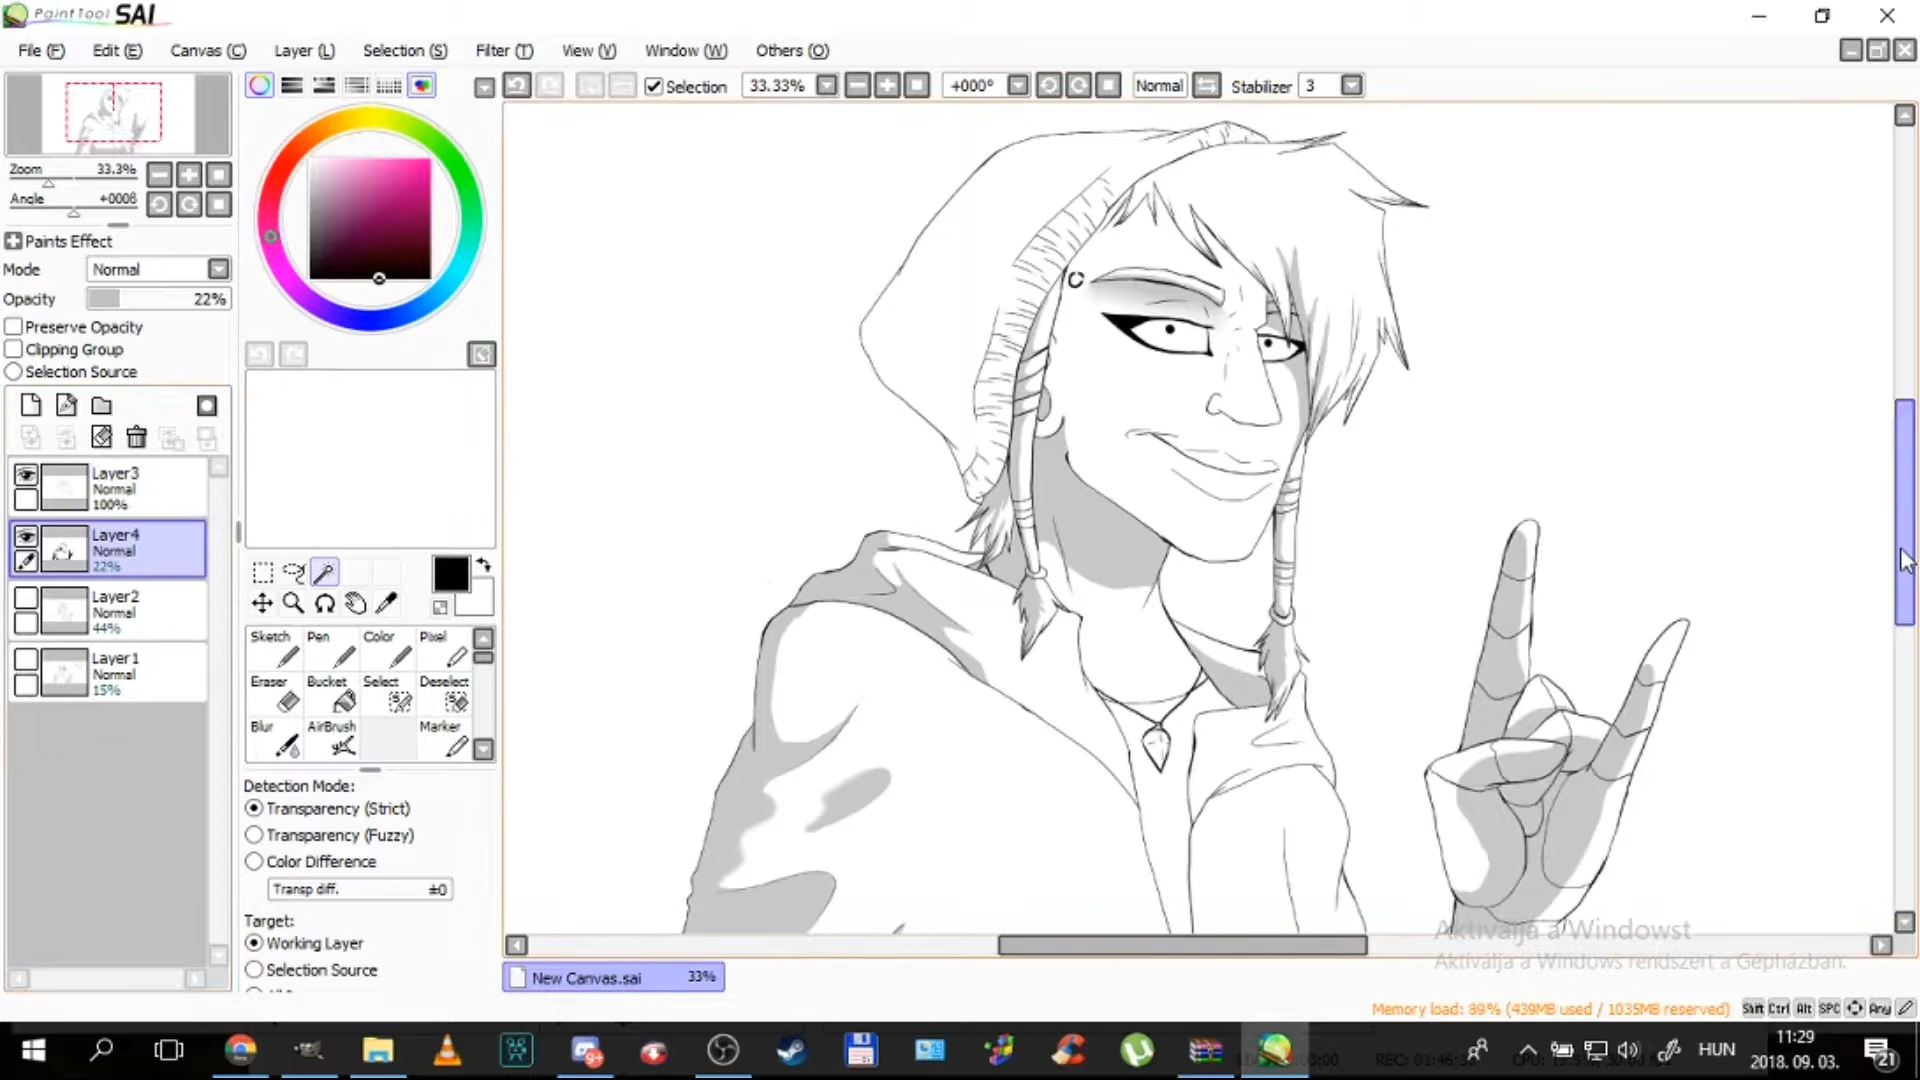 PaintTool SAI
File (F) Edit (E) Canvas (C) Layer (L) Selection (S) Filter (T) View (V) Window (W) Others (O)
Selection 33.33% +000° Normal Stabilizer 3
Zoom 33.3%
Angle +000ß
Paints Effect
Mode Normal
Opacity 22%
Preserve Opacity
Clipping Group
Selection Source
Layer3
Normal
100%
Layer4
Normal
22%
Layer2
Normal
44%
Layer1
Normal
15%
Sketch Pen Color Pixel
Eraser Bucket Select Deselect
Blur AirBrush Marker
Detection Mode:
Transparency (Strict)
Transparency (Fuzzy)
Color Difference
Transp diff. ±0
Target:
Working Layer
Selection Source
New Canvas.sai 33%
Aktiválja a Windowst
Aktiválja a Windows rendszert a Gépházban.
Memory load: 89% (439MB used / 1035MB reserved) Shift Ctrl Alt SPC Any
9+
HUN
11:29
2018. 09. 03.
21